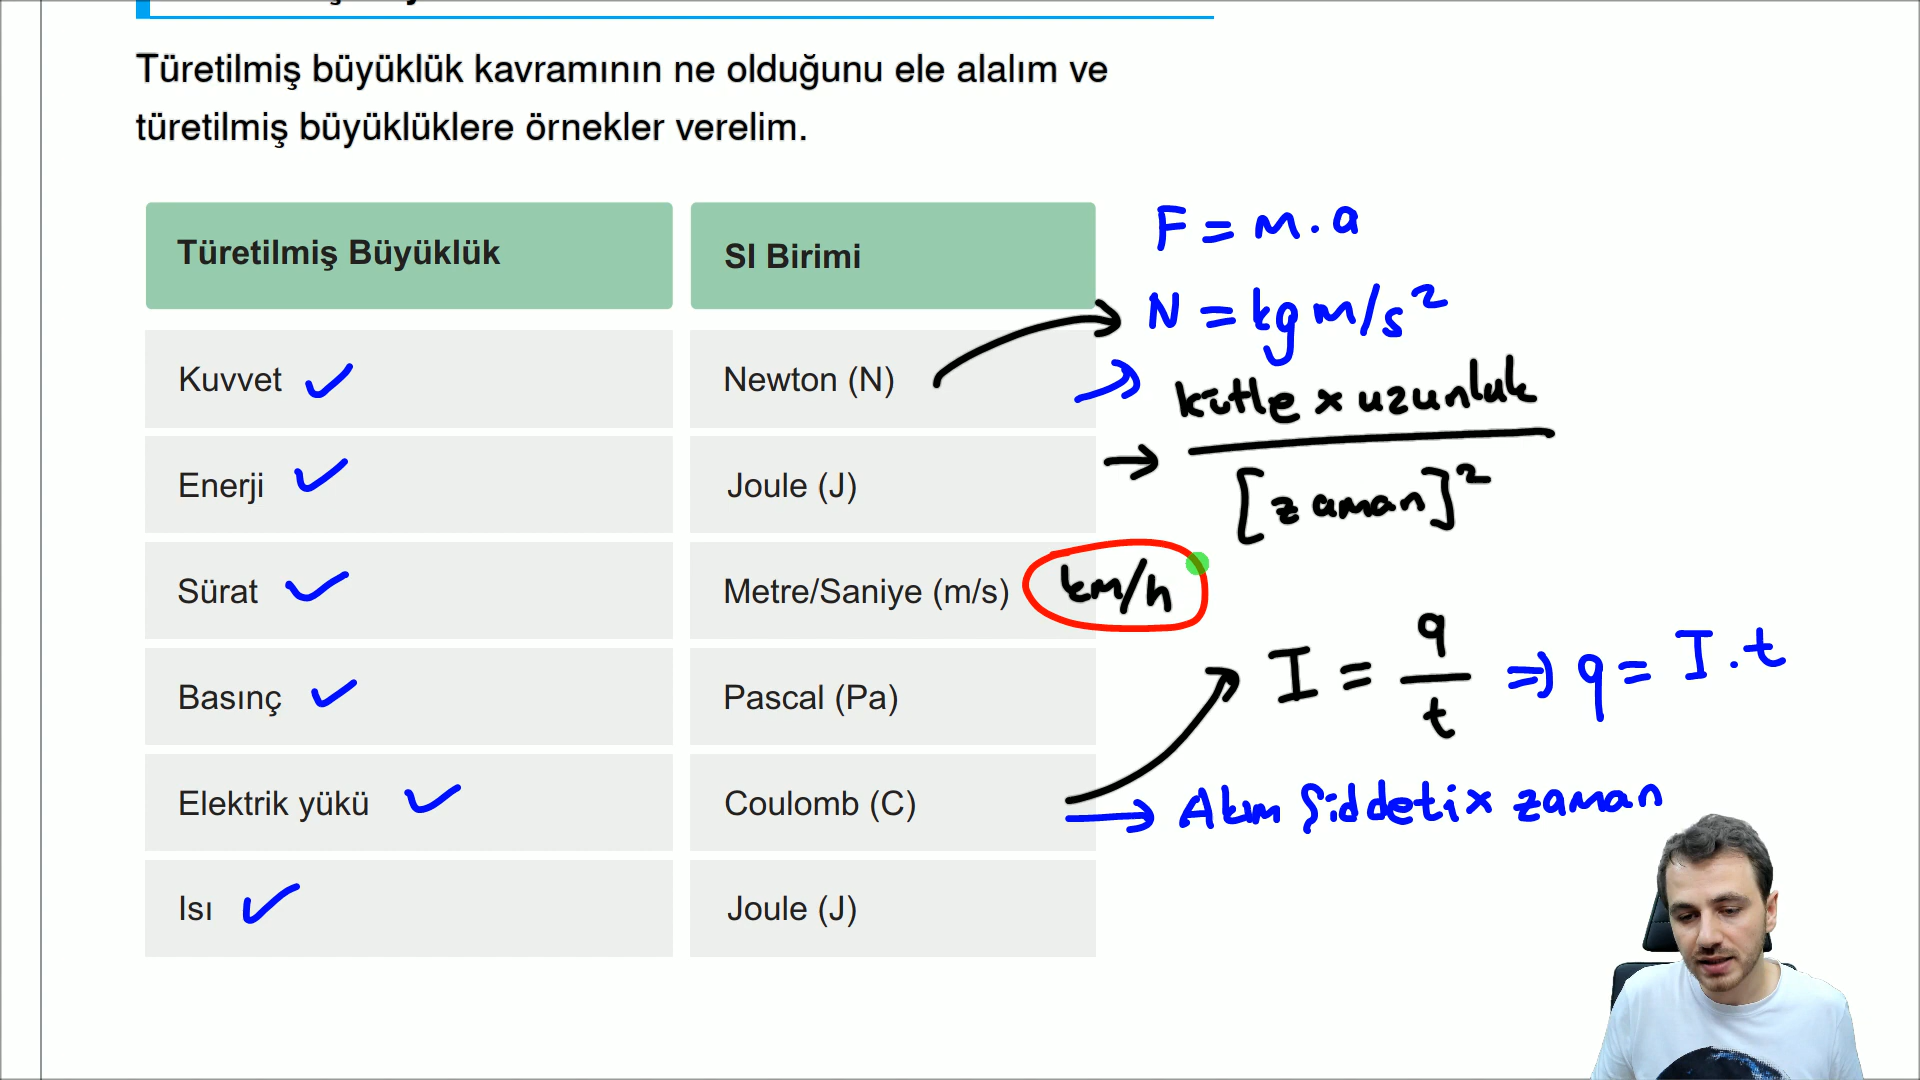 Türetilmiş büyüklük kavramının ne olduğunu ele alalım ve
türetilmiş büyüklüklere örnekler verelim.
Türetilmiş Büyüklük
SI Birimi
Kuvvet
Newton (N)
Enerji
Joule (J)
Sürat
Metre/Saniye (m/s)
km/h
Basınç
Pascal (Pa)
Elektrik yükü
Coulomb (C)
Isı
Joule (J)
F = m.a
N = kg m/s²
kütle x uzunluk
[zaman]²
I = q/t ⇒ q = I.t
Akım Şiddeti x zaman